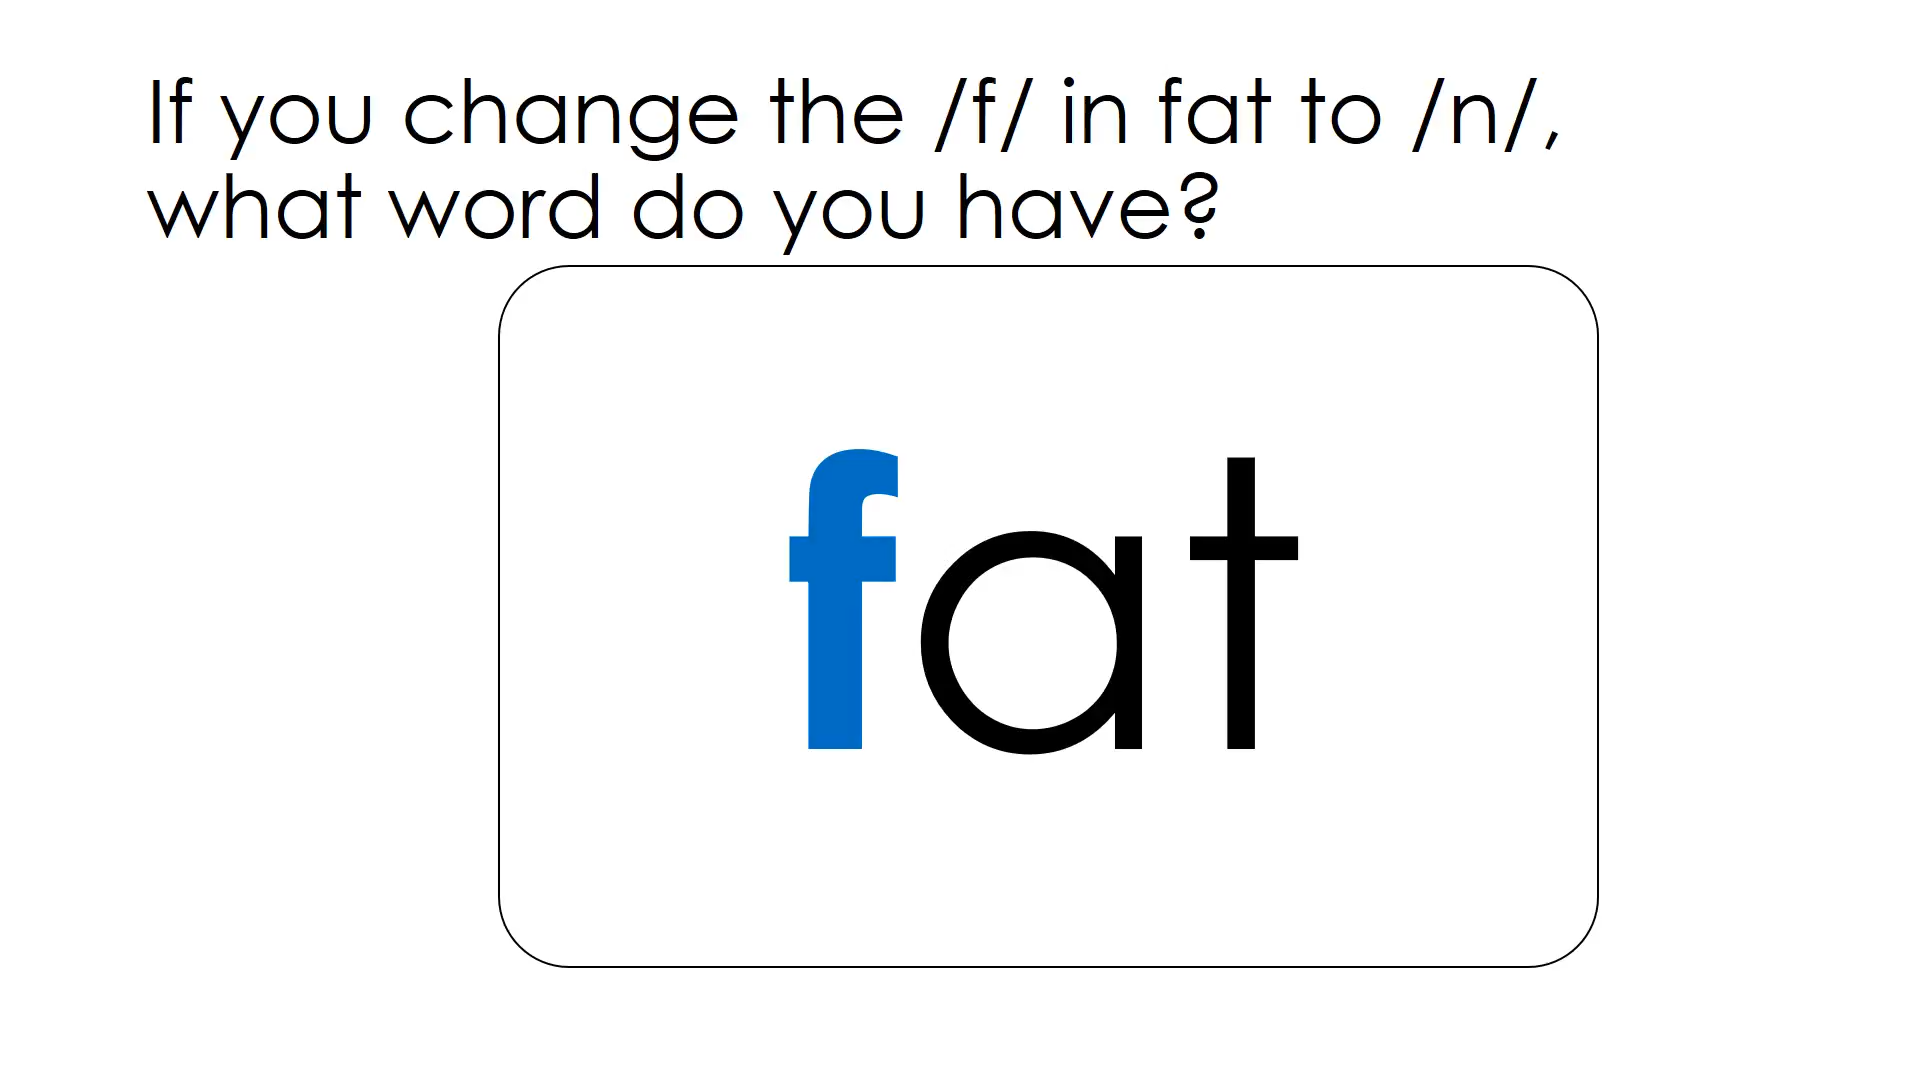 If you change the /f/ in fat to /n/,
what word do you have?
fat